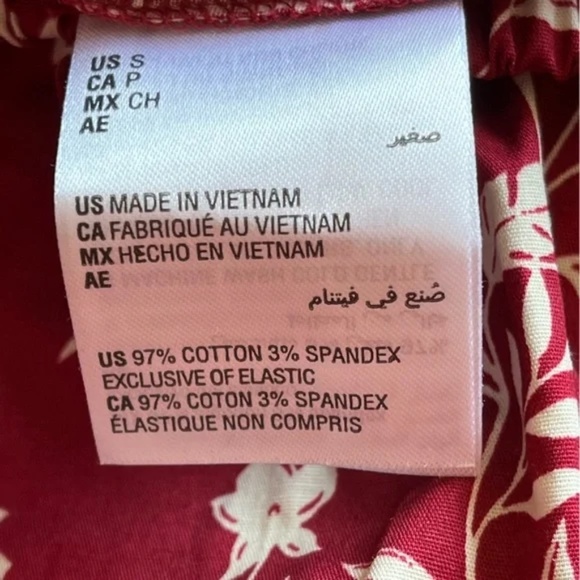 US S
CA P
MX CH
AE
صغير
US MADE IN VIETNAM
CA FABRIQUÉ AU VIETNAM
MX HECHO EN VIETNAM
AE
صُنع في فيتنام
US 97% COTTON 3% SPANDEX
EXCLUSIVE OF ELASTIC
CA 97% COTON 3% SPANDEX
ÉLASTIQUE NON COMPRIS